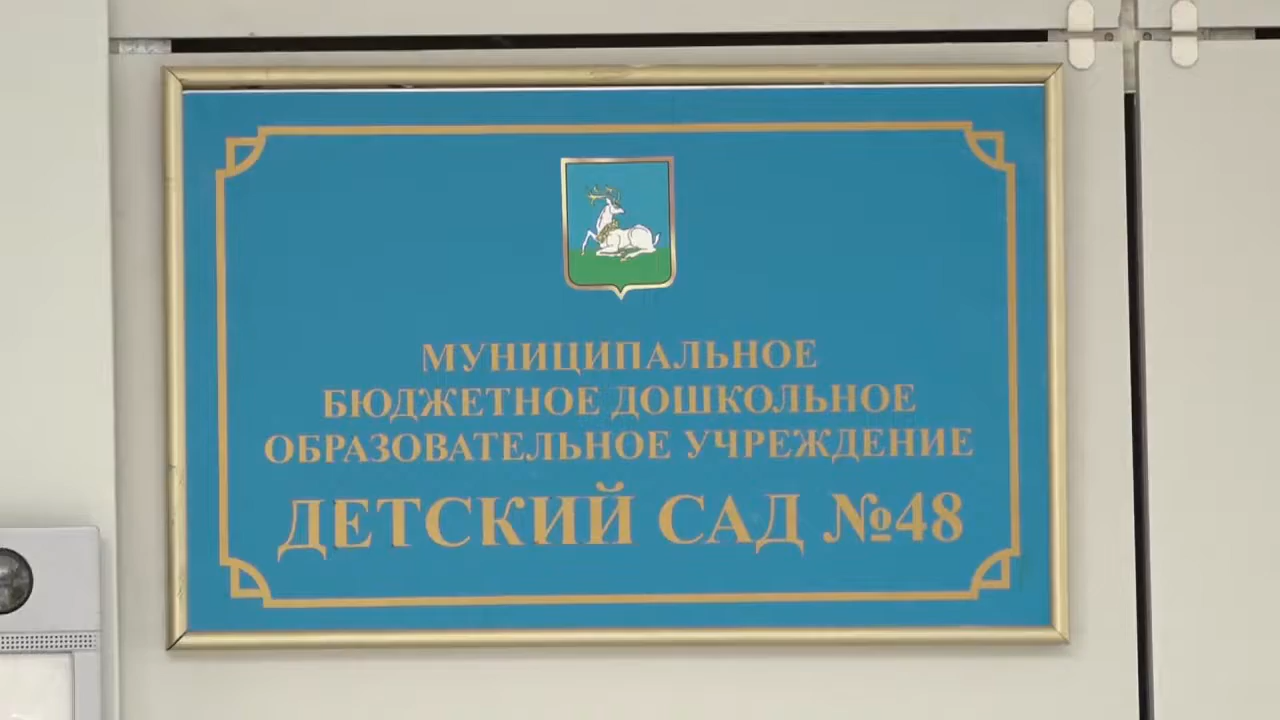 МУНИЦИПАЛЬНОЕ
БЮДЖЕТНОЕ ДОШКОЛЬНОЕ
ОБРАЗОВАТЕЛЬНОЕ УЧРЕЖДЕНИЕ
ДЕТСКИЙ САД №48